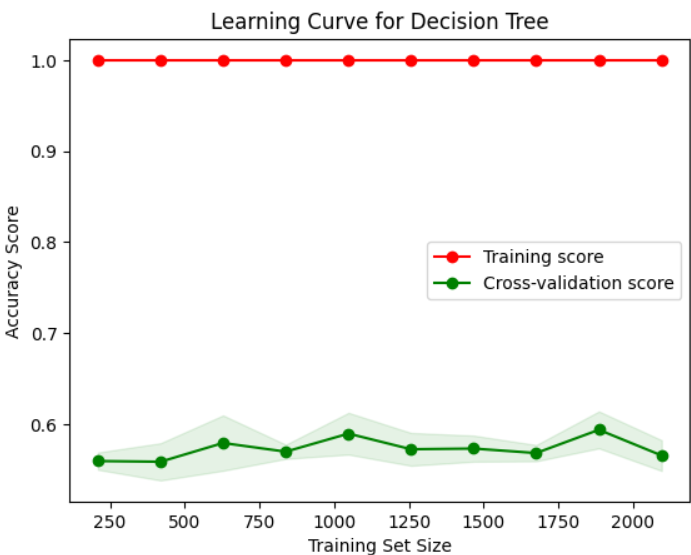 Learning Curve for Decision Tree
1.0
0.9
0.8
0.7
0.6
Accuracy Score
Training score
Cross-validation score
250 500 750 1000 1250 1500 1750 2000
Training Set Size